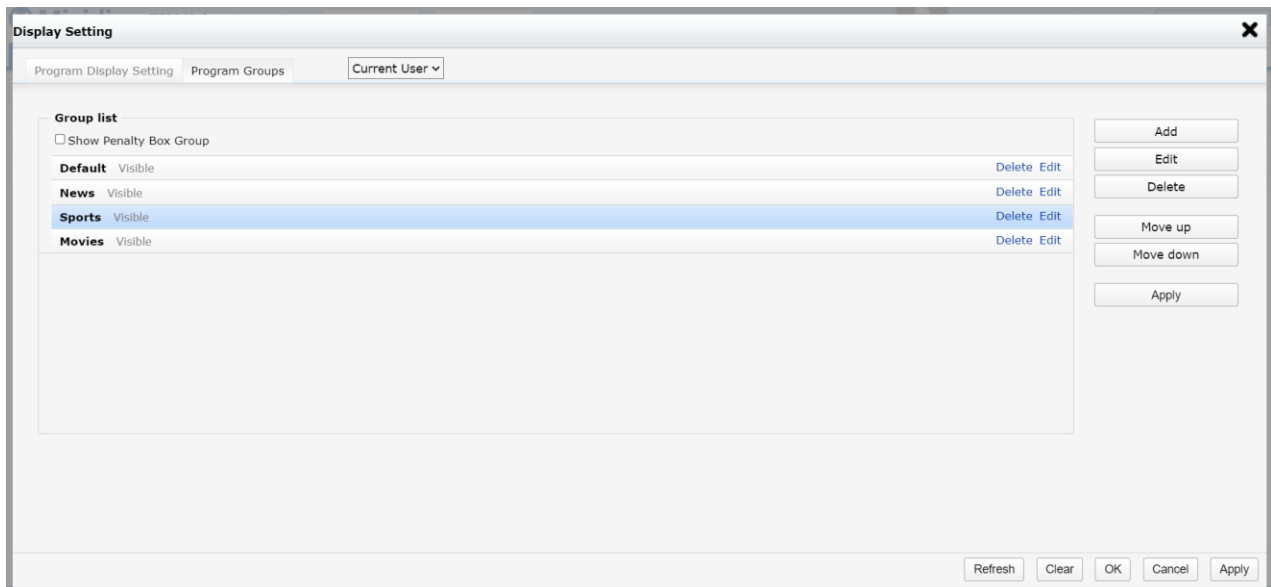 Display Setting
Program Display Setting Program Groups Current User
Group list
Show Penalty Box Group
Default Visible Delete Edit
News Visible Delete Edit
Sports Visible Delete Edit
Movies Visible Delete Edit
Add
Edit
Delete
Move up
Move down
Apply
Refresh Clear OK Cancel Apply